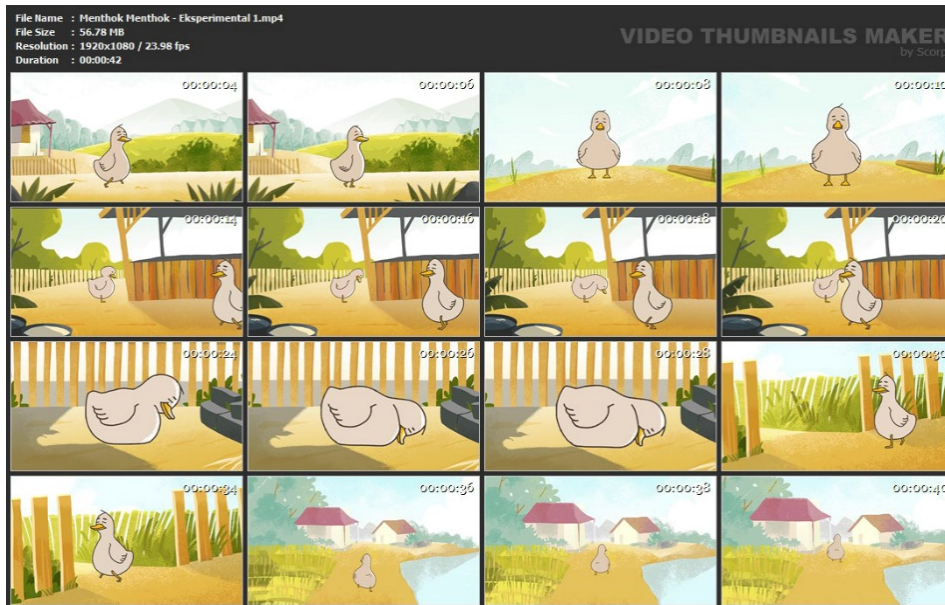 File Name : Menthok Menthok - Eksperimental 1.mp4
File Size : 56.78 MB
Resolution : 1920x1080 / 23.98 fps
Duration : 00:00:42
VIDEO THUMBNAILS MAKER
by Scorp
00:00:04 00:00:06 00:00:08 00:00:10
00:00:14 00:00:16 00:00:18 00:00:20
00:00:24 00:00:26 00:00:28 00:00:30
00:00:34 00:00:36 00:00:38 00:00:40